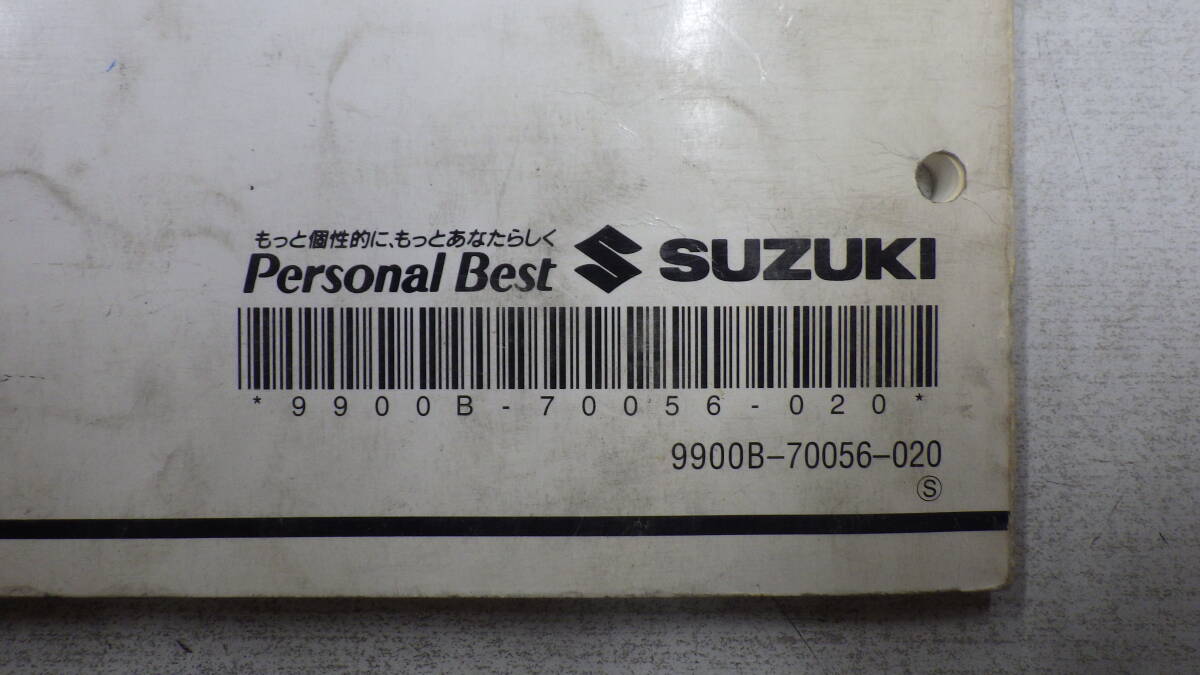 もっと個性的に、もっとあなたらしく
Personal Best SUZUKI
*9900B-70056-020*
9900B-70056-020
Ⓢ